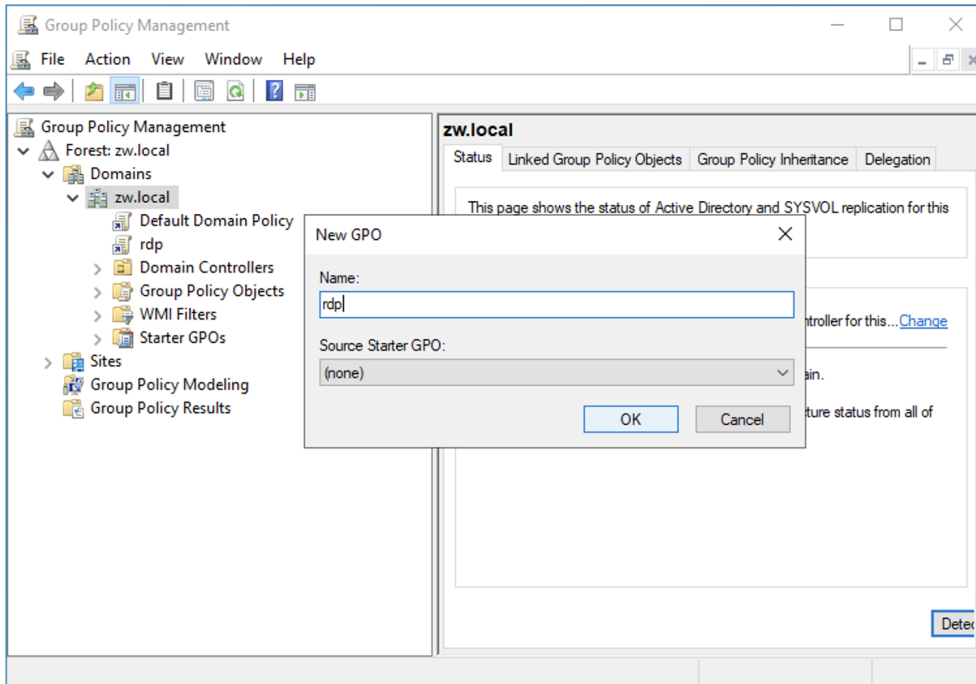 Group Policy Management
File Action View Window Help
Group Policy Management
Forest: zw.local
Domains
zw.local
Default Domain Policy
rdp
Domain Controllers
Group Policy Objects
WMI Filters
Starter GPOs
Sites
Group Policy Modeling
Group Policy Results
zw.local
Status Linked Group Policy Objects Group Policy Inheritance Delegation
This page shows the status of Active Directory and SYSVOL replication for this
ntroller for this...Change
ain.
cture status from all of
Detec
New GPO
Name:
rdp
Source Starter GPO:
(none)
OK Cancel